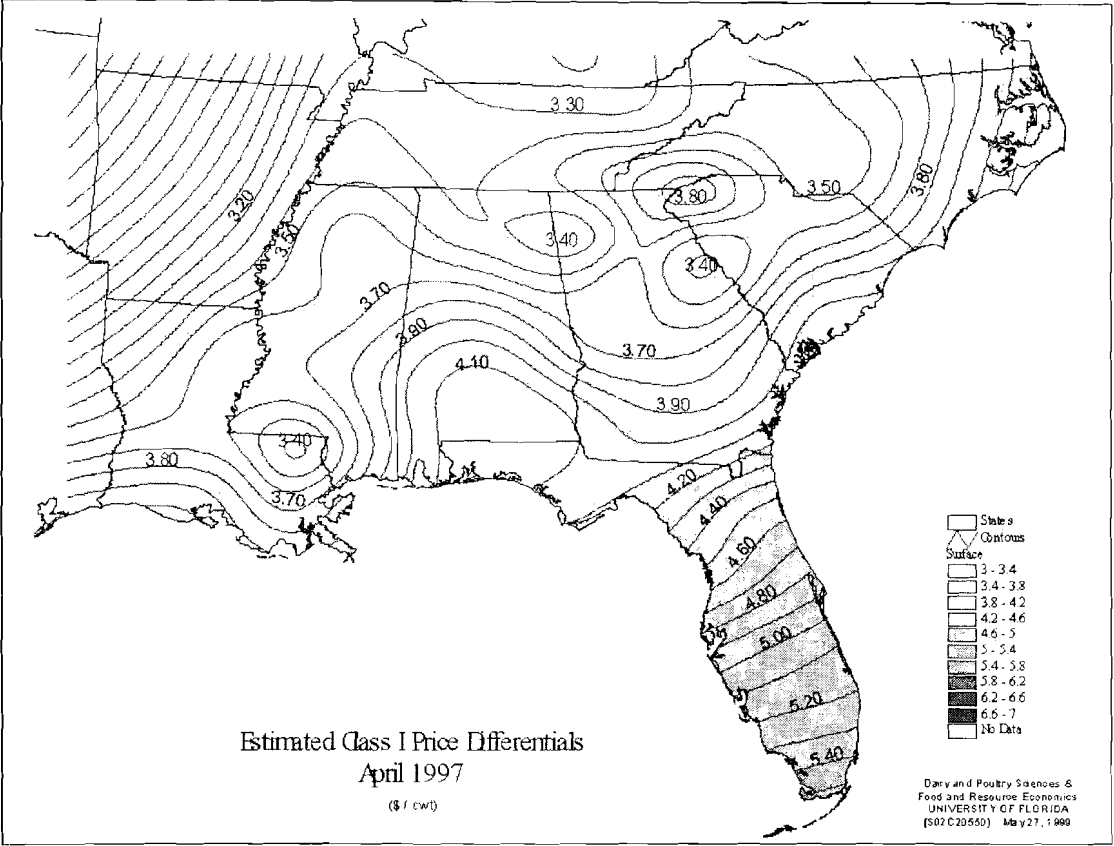 3.30
3.20
3.80
3.50
3.80
3.50
3.40
3.40
3.70
3.90
3.70
4.10
3.90
3.40
3.80
3.70
4.20
4.40
4.60
4.80
5.00
5.20
5.40
States
Contours
Surface
3 - 3.4
3.4 - 3.8
3.8 - 4.2
4.2 - 4.6
4.6 - 5
5 - 5.4
5.4 - 5.8
5.8 - 6.2
6.2 - 6.6
6.6 - 7
No Data
Estimated Class I Price Differentials
April 1997
($ / cwt)
Dairy and Poultry Sciences &
Food and Resource Economics
UNIVERSITY OF FLORIDA
[S02C20550] May 27, 1999